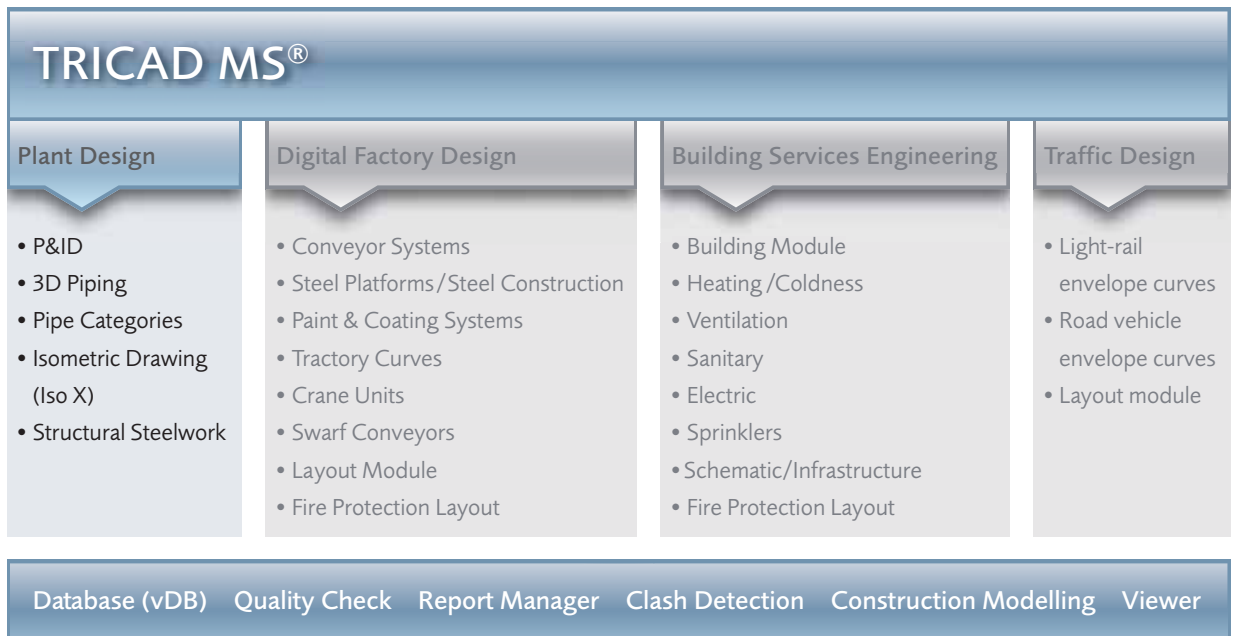 TRICAD MS®
Plant Design
• P&ID
• 3D Piping
• Pipe Categories
• Isometric Drawing
(Iso X)
• Structural Steelwork
Digital Factory Design
• Conveyor Systems
• Steel Platforms/Steel Construction
• Paint & Coating Systems
• Tractory Curves
• Crane Units
• Swarf Conveyors
• Layout Module
• Fire Protection Layout
Building Services Engineering
• Building Module
• Heating/Coldness
• Ventilation
• Sanitary
• Electric
• Sprinklers
• Schematic/Infrastructure
• Fire Protection Layout
Traffic Design
• Light-rail
envelope curves
• Road vehicle
envelope curves
• Layout module
Database (vDB) Quality Check Report Manager Clash Detection Construction Modelling Viewer